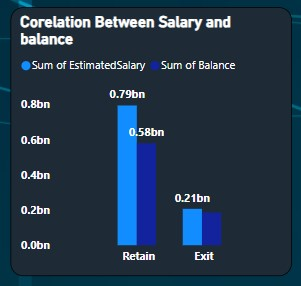 Corelation Between Salary and
balance
Sum of EstimatedSalary Sum of Balance
0.8bn
0.6bn
0.4bn
0.2bn
0.0bn
0.79bn
0.58bn
0.21bn
Retain Exit